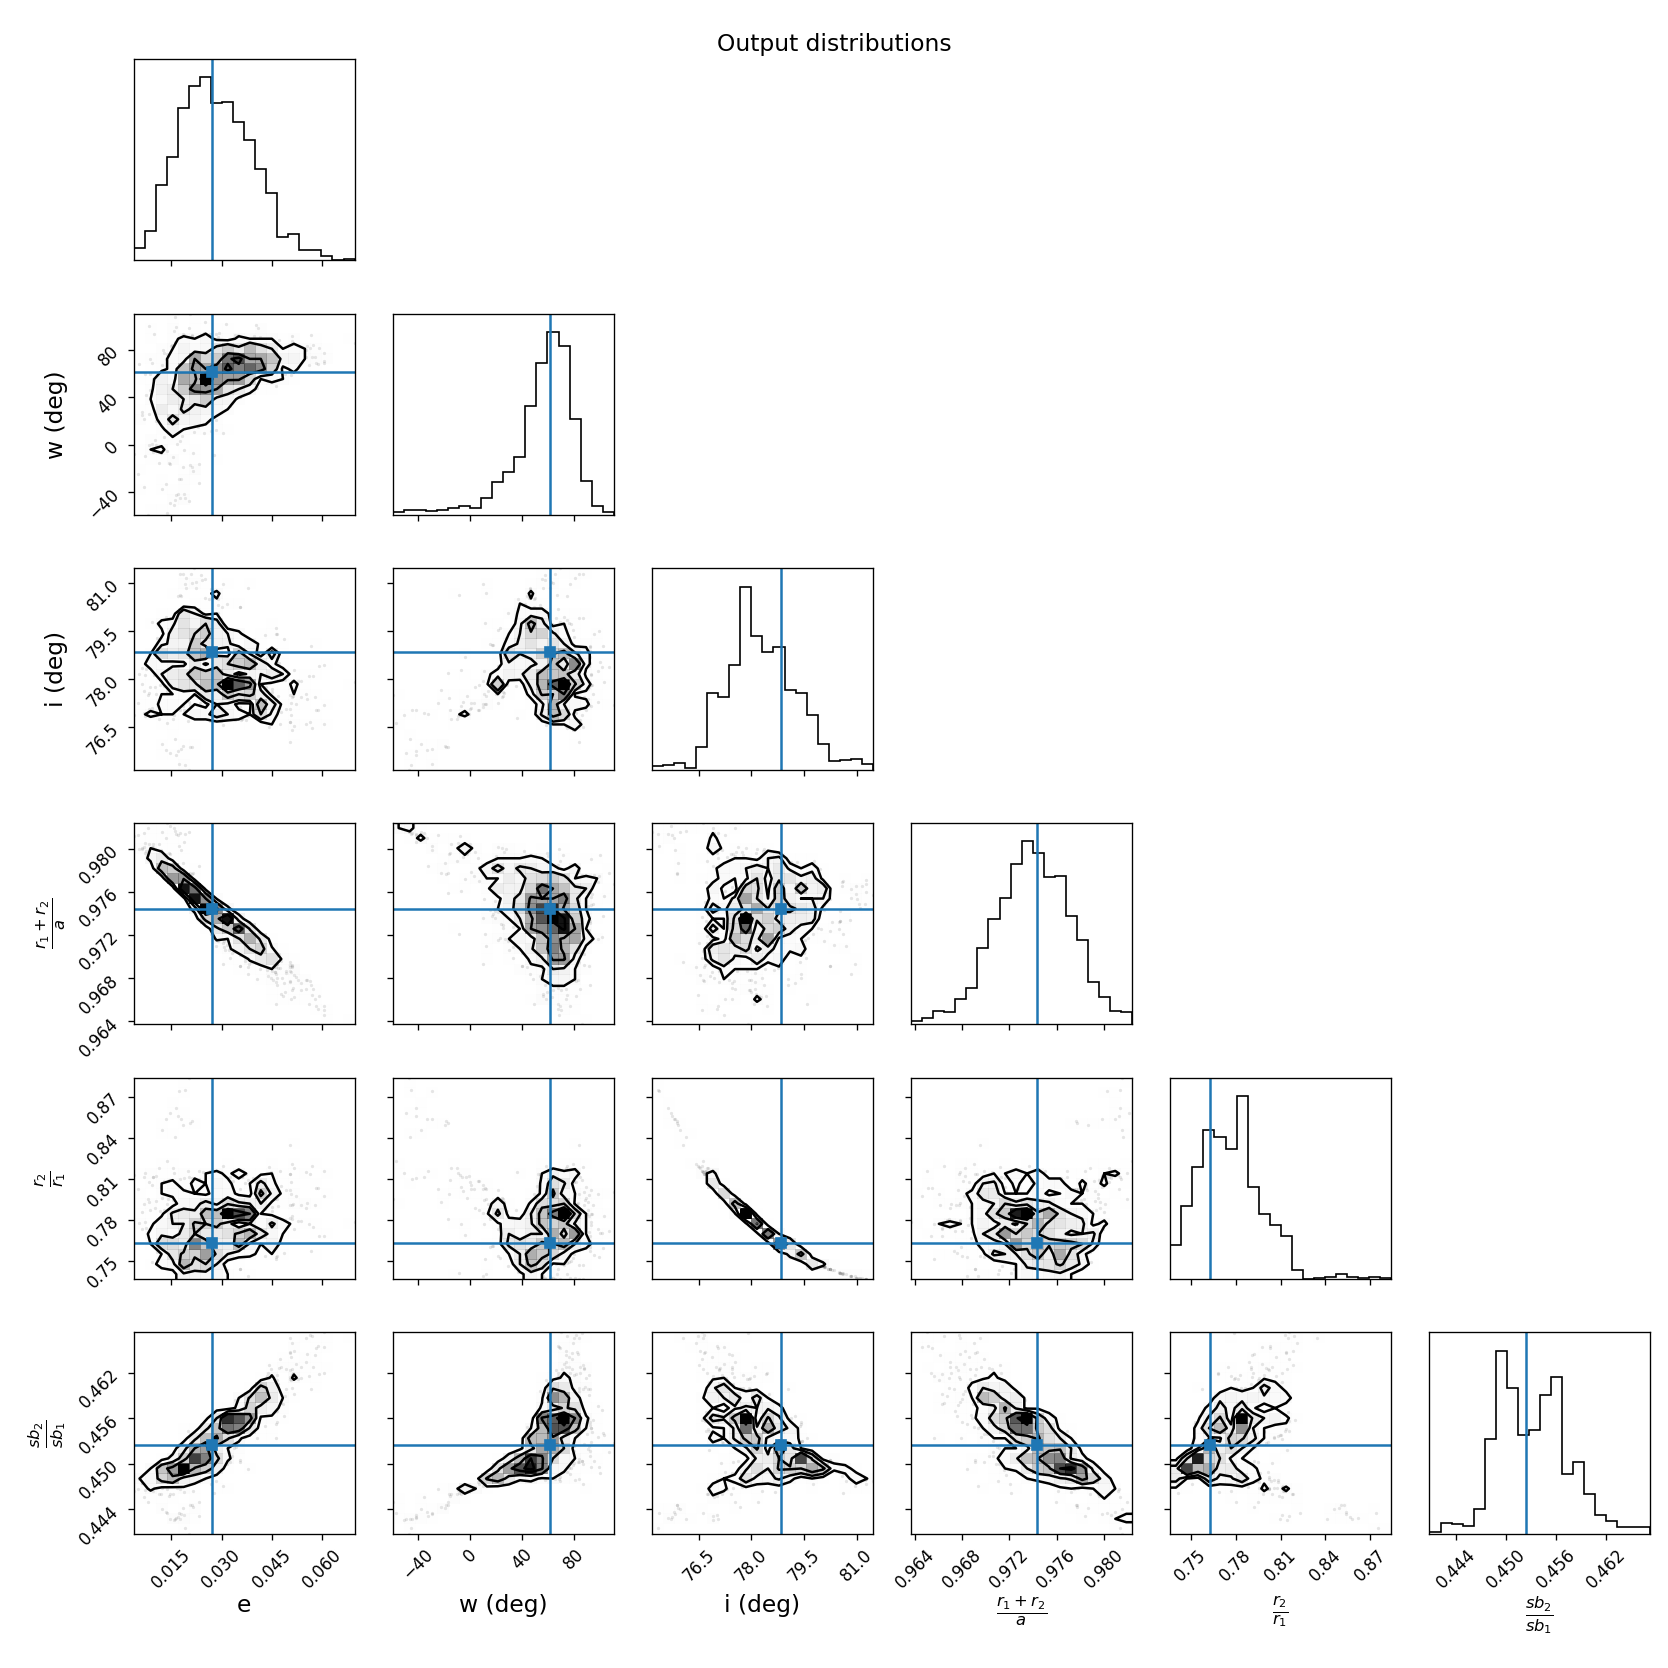 Output distributions
w (deg)
80
40
0
−40
i (deg)
81.0
79.5
78.0
76.5
r₁ + r₂
a
0.980
0.976
0.972
0.968
0.964
r₂
r₁
0.87
0.84
0.81
0.78
0.75
sb₂
sb₁
0.462
0.456
0.450
0.444
0.015 0.030 0.045 0.060 −40 0 40 80 76.5 78.0 79.5 81.0 0.964 0.968 0.972 0.976 0.980 0.75 0.78 0.81 0.84 0.87 0.444 0.450 0.456 0.462
e w (deg) i (deg) r₁ + r₂ r₂ sb₂
a r₁ sb₁